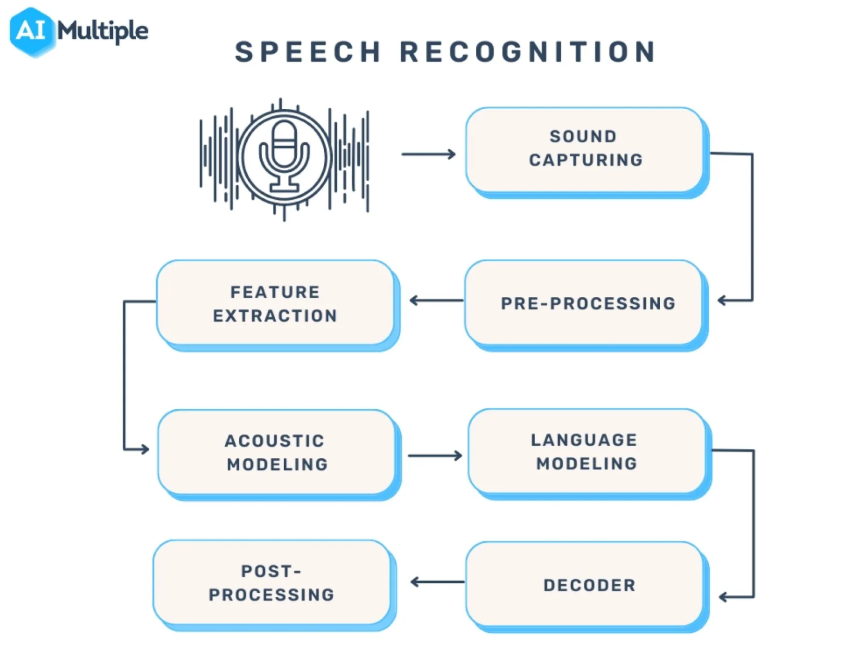 AI Multiple
SPEECH RECOGNITION
SOUND
CAPTURING
PRE-PROCESSING
FEATURE
EXTRACTION
ACOUSTIC
MODELING
LANGUAGE
MODELING
DECODER
POST-
PROCESSING